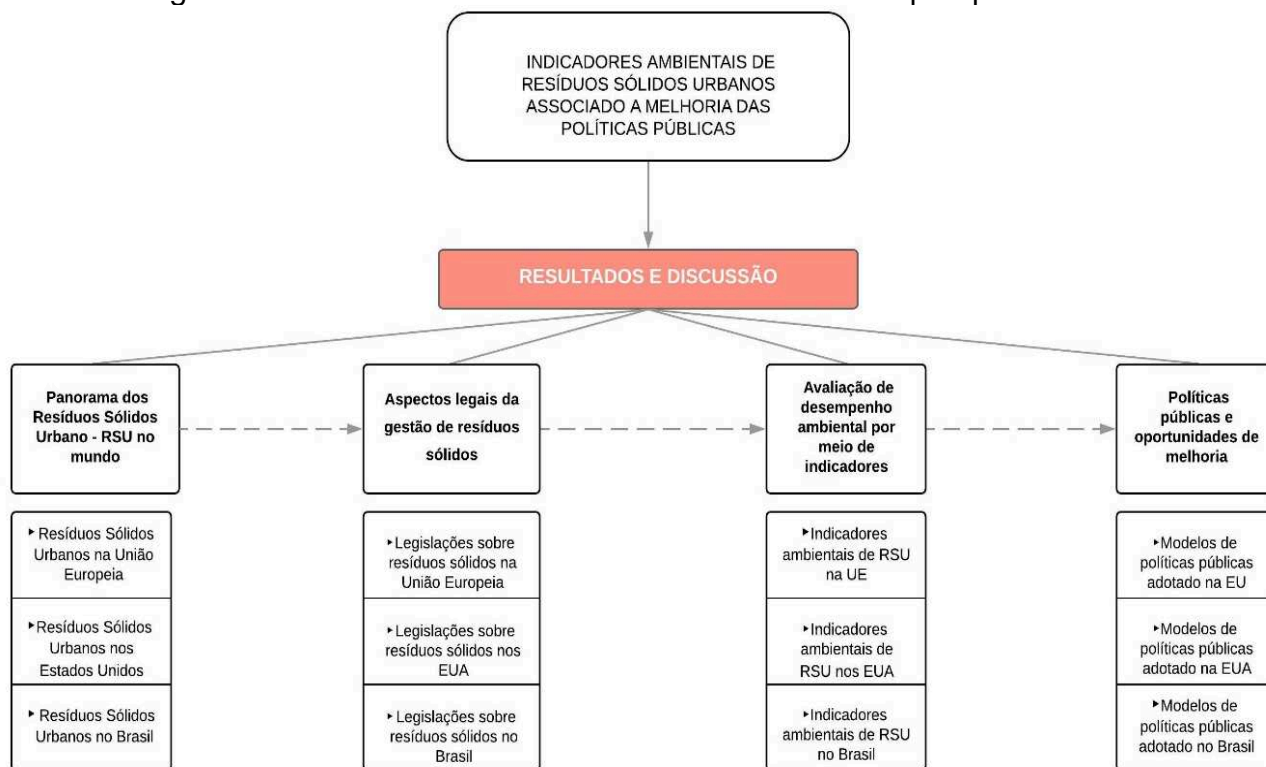 INDICADORES AMBIENTAIS DE
RESÍDUOS SÓLIDOS URBANOS
ASSOCIADO A MELHORIA DAS
POLÍTICAS PÚBLICAS
RESULTADOS E DISCUSSÃO
Panorama dos
Resíduos Sólidos
Urbano - RSU no
mundo
Aspectos legais da
gestão de resíduos
sólidos
Avaliação de
desempenho
ambiental por
meio de
indicadores
Políticas
públicas e
oportunidades de
melhoria
‣ Resíduos Sólidos
Urbanos na União
Europeia
‣Resíduos Sólidos
Urbanos nos
Estados Unidos
‣ Resíduos Sólidos
Urbanos no Brasil
‣Legislações sobre
resíduos sólidos na
União Europeia
‣Legislações sobre
resíduos sólidos nos
EUA
‣ Legislações sobre
resíduos sólidos no
Brasil
‣Indicadores
ambientais de RSU
na UE
‣Indicadores
ambientais de
RSU nos EUA
‣Indicadores
ambientais de RSU
no Brasil
‣Modelos de
políticas públicas
adotado na EU
‣Modelos de
políticas públicas
adotado na EUA
‣Modelos de
políticas públicas
adotado no Brasil